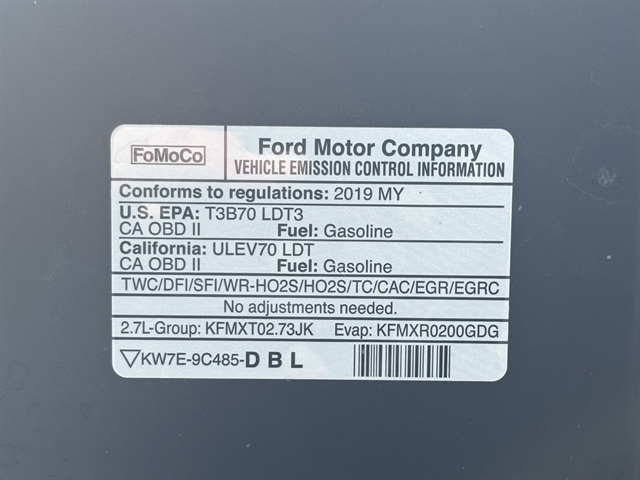 FoMoCo
Ford Motor Company
VEHICLE EMISSION CONTROL INFORMATION
Conforms to regulations: 2019 MY
U.S. EPA: T3B70 LDT3
CA OBD II Fuel: Gasoline
California: ULEV70 LDT
CA OBD II Fuel: Gasoline
TWC/DFI/SFI/WR-HO2S/HO2S/TC/CAC/EGR/EGRC
No adjustments needed.
2.7L-Group: KFMXT02.73JK Evap: KFMXR0200GDG
▽KW7E-9C485-D B L